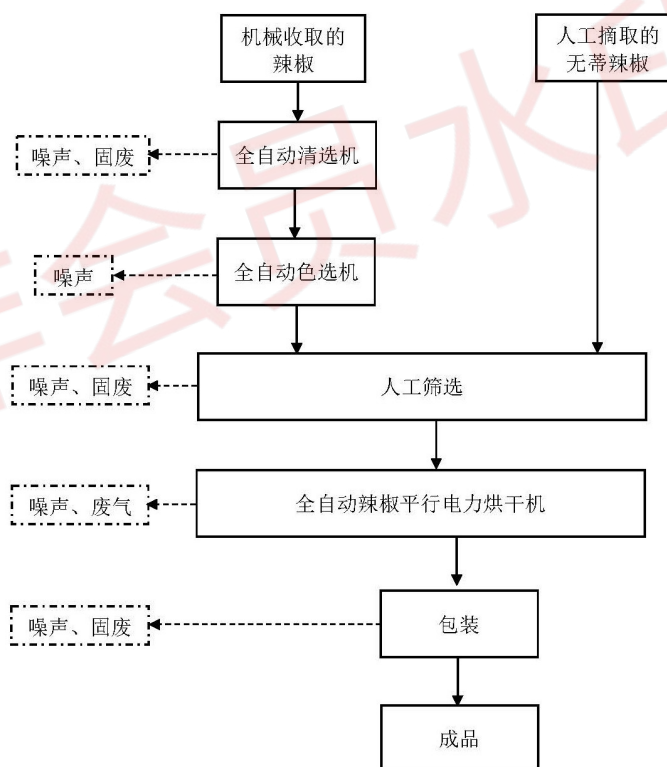 机械收取的
辣椒
人工摘取的
无蒂辣椒
噪声、固废
全自动清选机
噪声
全自动色选机
噪声、固废
人工筛选
噪声、废气
全自动辣椒平行电力烘干机
噪声、固废
包装
成品
会员水